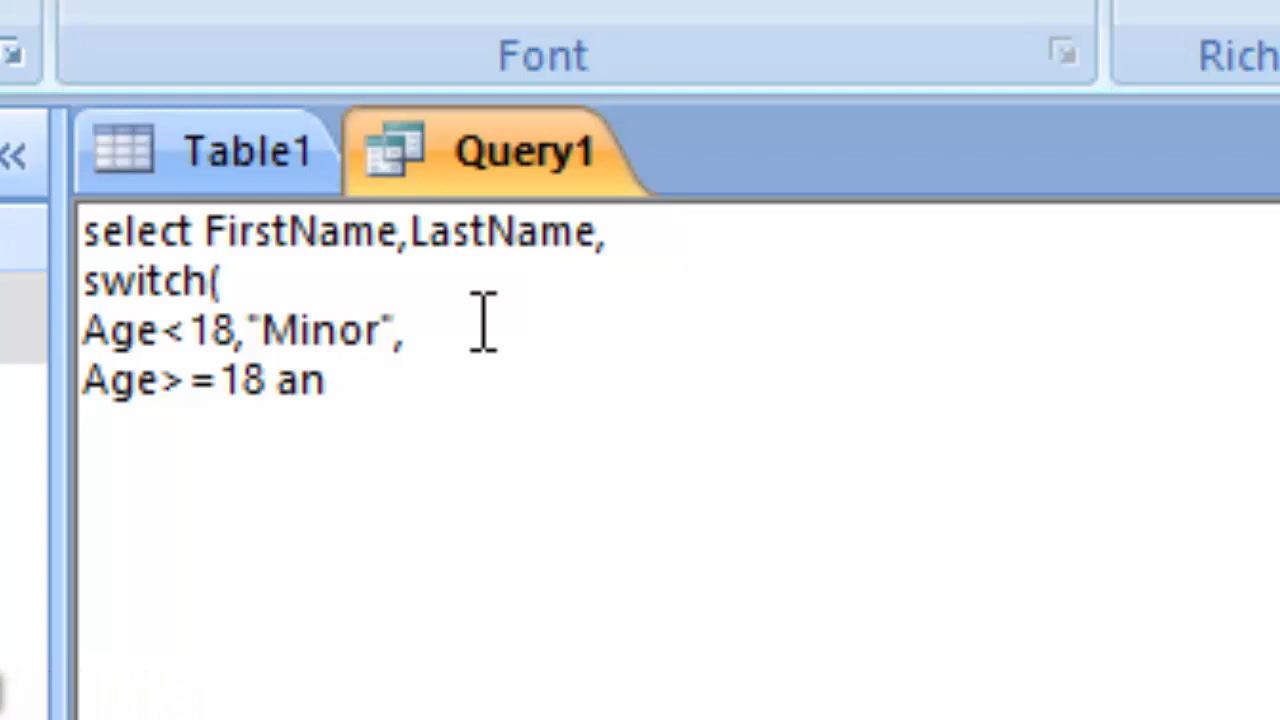 Font
Rich
Table1
Query1
select FirstName,LastName,
switch(
Age<18,"Minor",
Age>=18 an